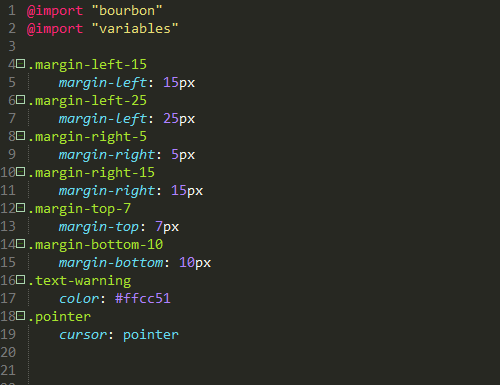 1 @import "bourbon"
2 @import "variables"
3
4 .margin-left-15
5     margin-left: 15px
6 .margin-left-25
7     margin-left: 25px
8 .margin-right-5
9     margin-right: 5px
10 .margin-right-15
11     margin-right: 15px
12 .margin-top-7
13     margin-top: 7px
14 .margin-bottom-10
15     margin-bottom: 10px
16 .text-warning
17     color: #ffcc51
18 .pointer
19     cursor: pointer
20
21